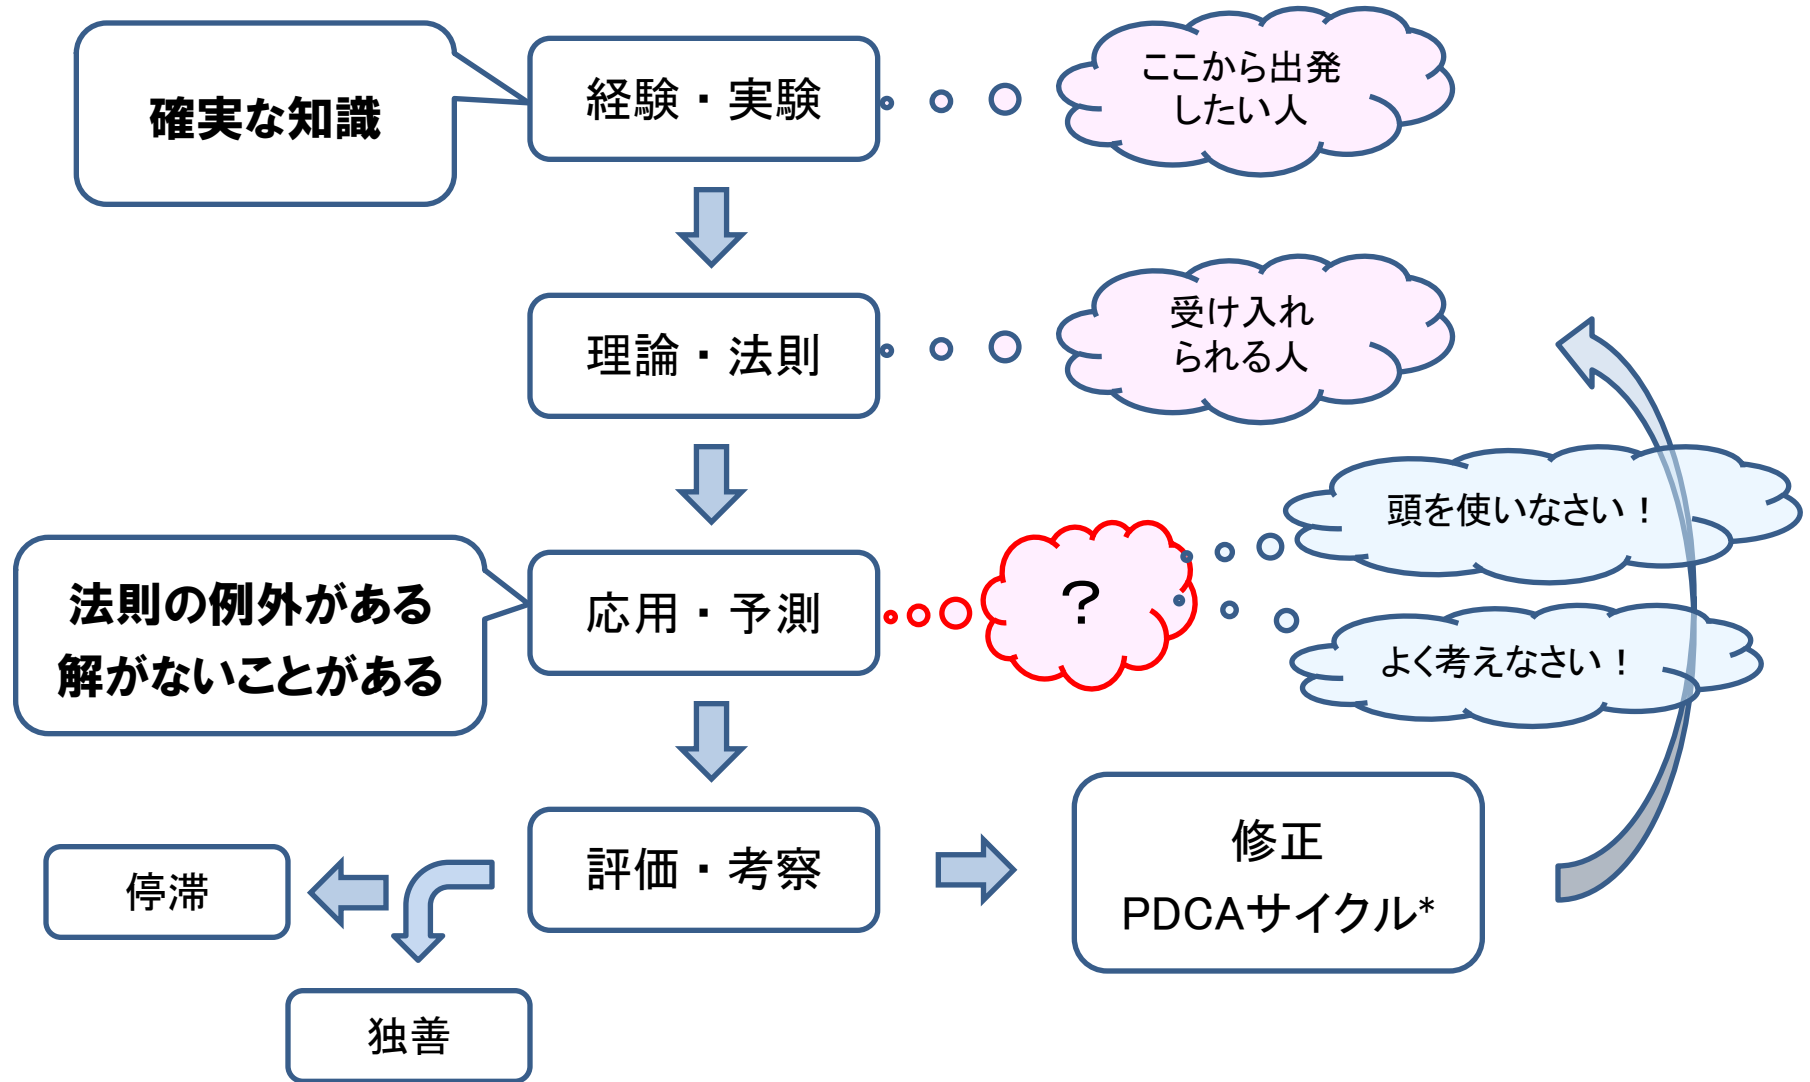 確実な知識
経験・実験
ここから出発
したい人
理論・法則
受け入れ
られる人
頭を使いなさい！
法則の例外がある
解がないことがある
応用・予測
？
よく考えなさい！
評価・考察
修正
PDCAサイクル*
停滞
独善